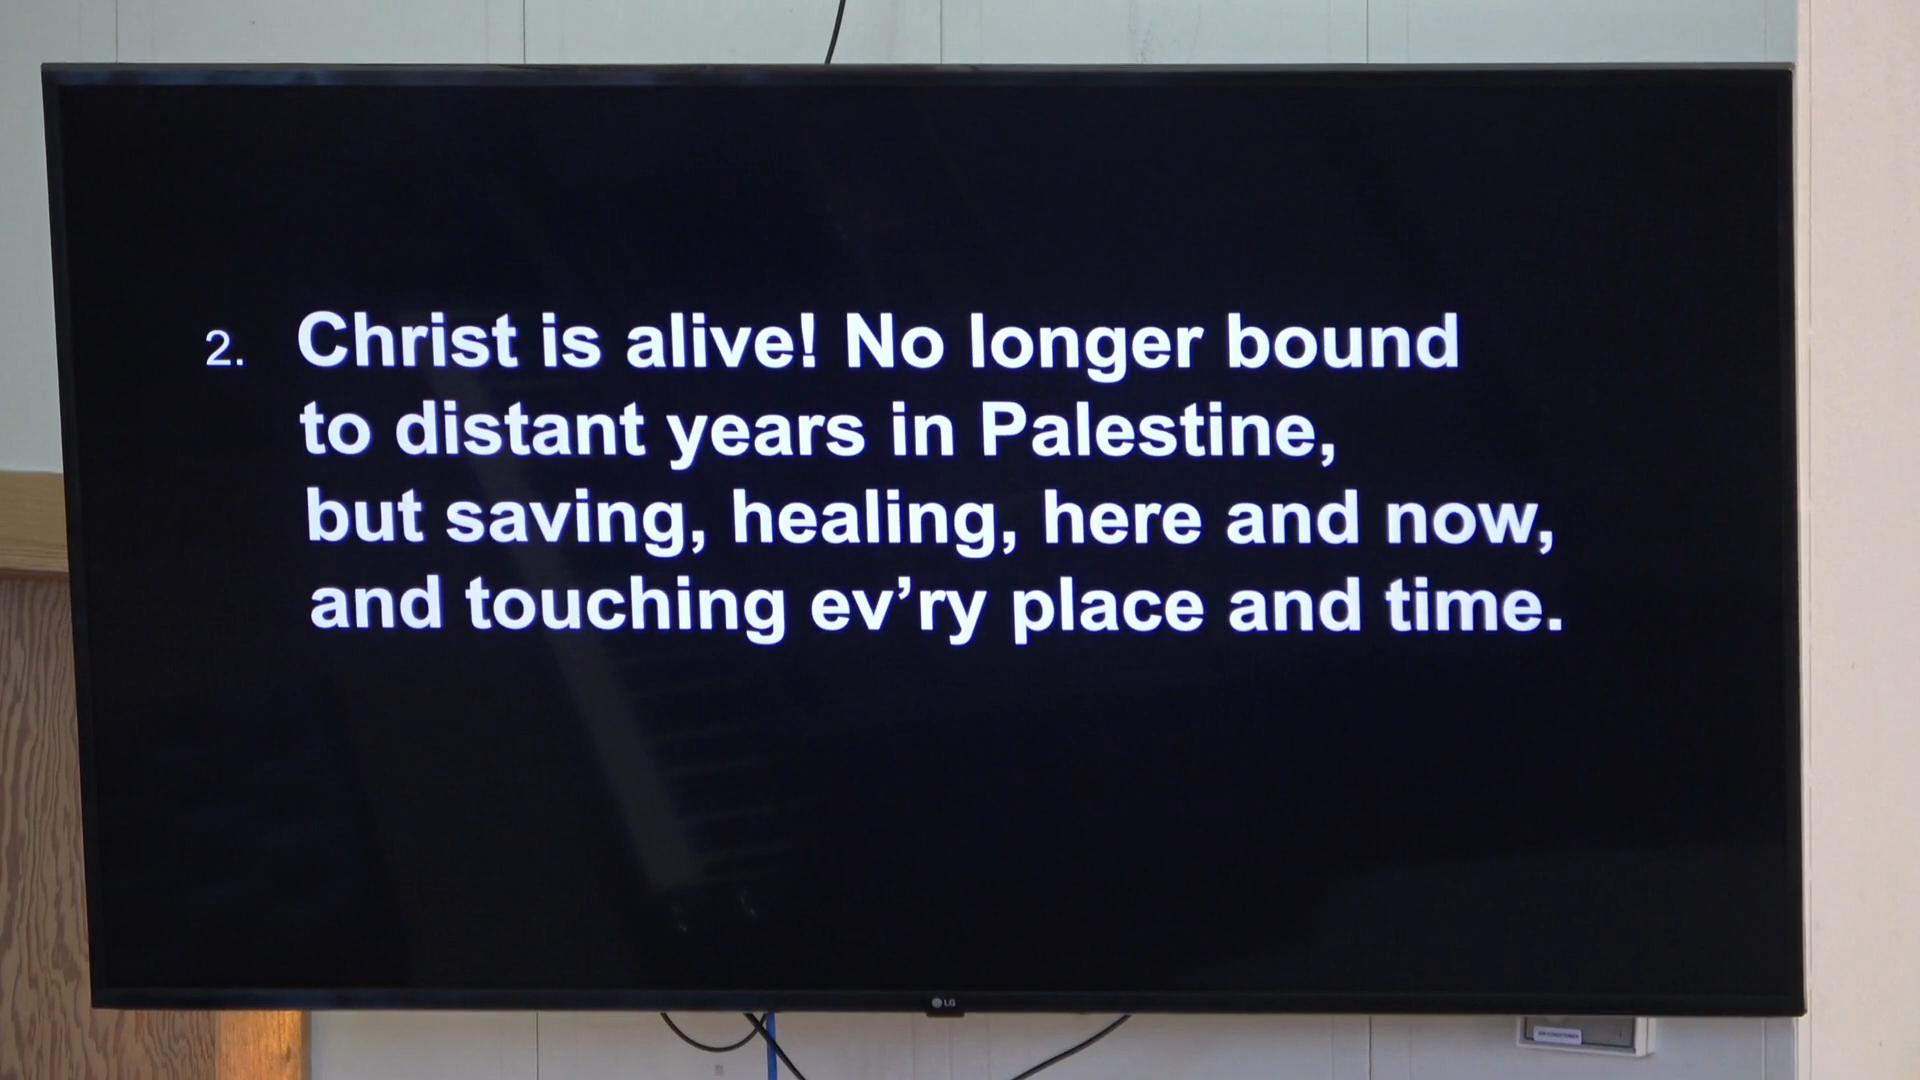 2. Christ is alive! No longer bound
to distant years in Palestine,
but saving, healing, here and now,
and touching ev’ry place and time.
LG